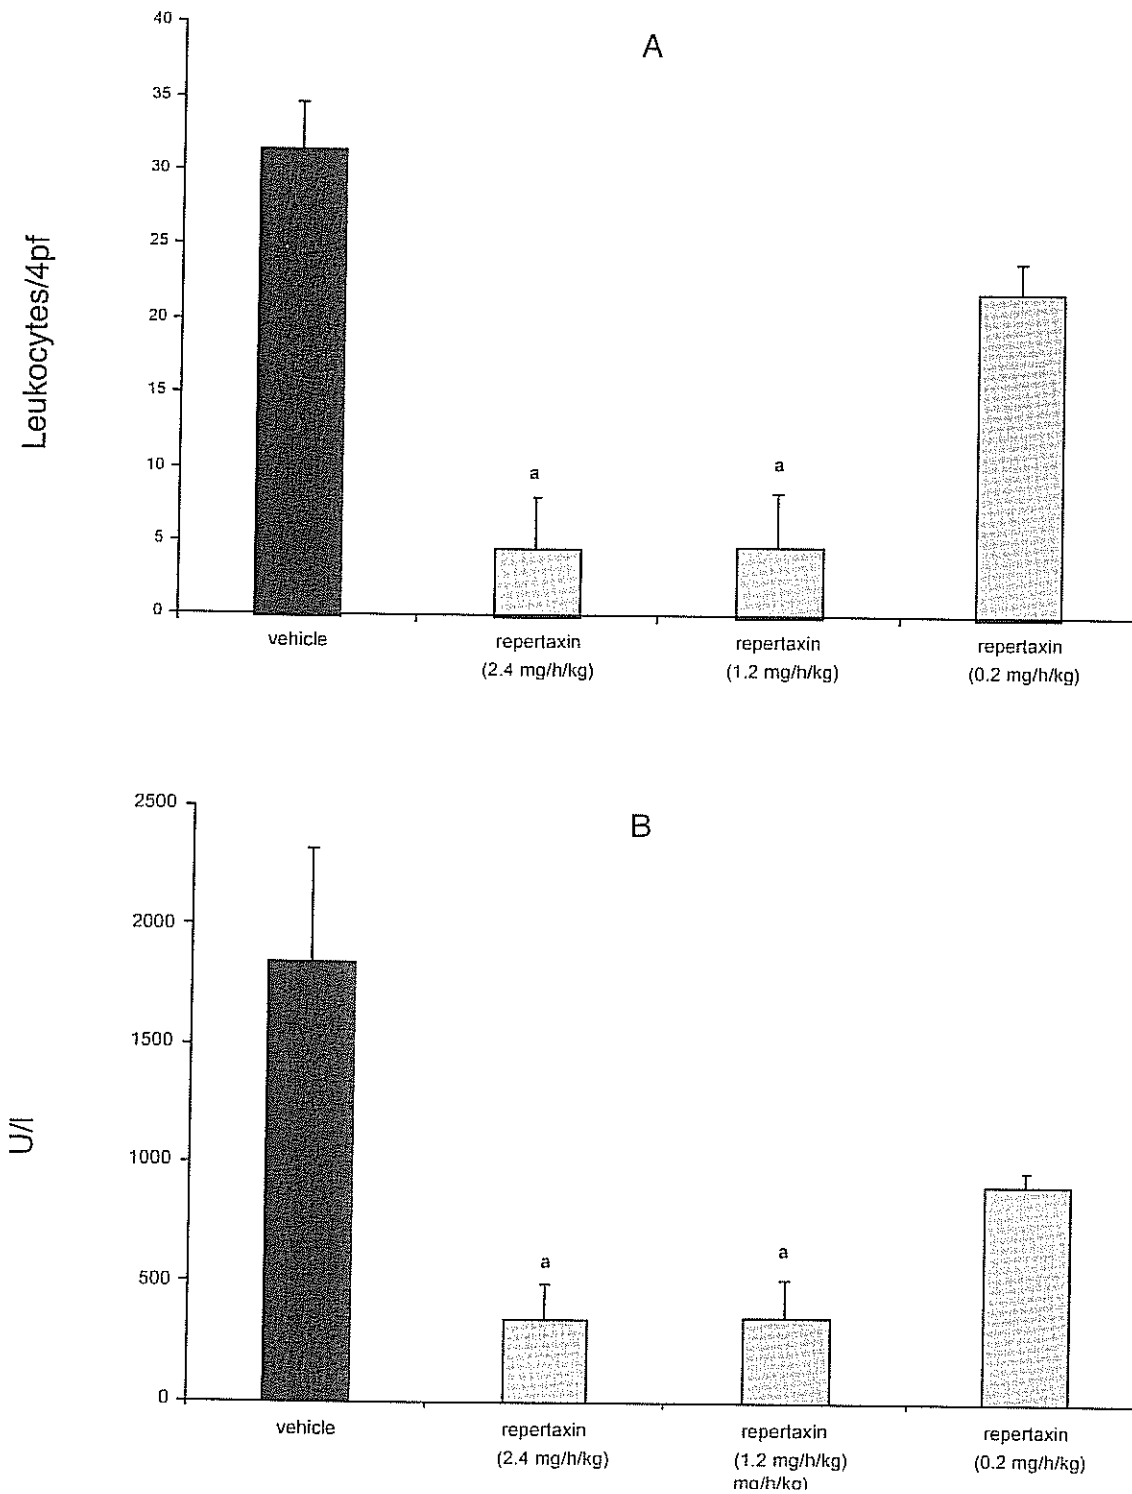 A
40
35
30
25
20
15
10
5
0
Leukocytes/4pf
a
a
vehicle
repertaxin
(2.4 mg/h/kg)
repertaxin
(1.2 mg/h/kg)
repertaxin
(0.2 mg/h/kg)
B
2500
2000
1500
1000
500
0
U/l
a
a
vehicle
repertaxin
(2.4 mg/h/kg)
repertaxin
(1.2 mg/h/kg)
mg/h/kg)
repertaxin
(0.2 mg/h/kg)